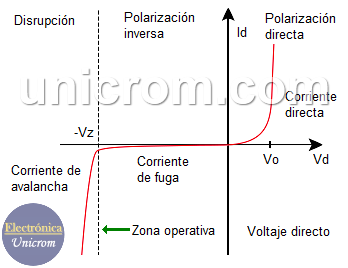 Disrupción
Polarización
inversa
Polarización
directa
Id
unicrom.com
Corriente
directa
-Vz
Vo
Vd
Corriente de
avalancha
Corriente
de fuga
Zona operativa
Voltaje directo
Electrónica
Unicrom